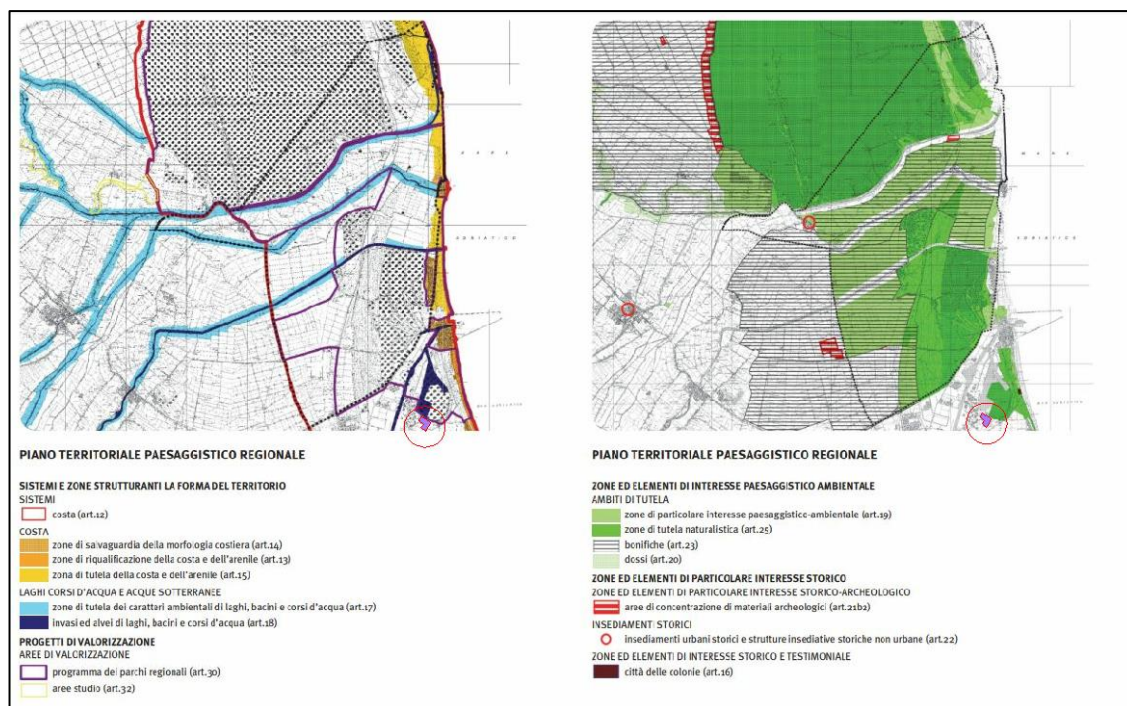 MARE
ADRIATICO
MARE
ADRIATICO
PIANO TERRITORIALE PAESAGGISTICO REGIONALE
SISTEMI E ZONE STRUTTURANTI LA FORMA DEL TERRITORIO
SISTEMI
costa (art.12)
COSTA
zone di salvaguardia della morfologia costiera (art.14)
zone di riqualificazione della costa e dell'arenile (art.13)
zona di tutela della costa e dell'arenile (art.15)
LAGHI CORSI D'ACQUA E ACQUE SOTTERRANEE
zone di tutela dei caratteri ambientali di laghi, bacini e corsi d'acqua (art.17)
invasi ed alvei di laghi, bacini e corsi d'acqua (art.18)
PROGETTI DI VALORIZZAZIONE
AREE DI VALORIZZAZIONE
programma dei parchi regionali (art.30)
aree studio (art.32)
PIANO TERRITORIALE PAESAGGISTICO REGIONALE
ZONE ED ELEMENTI DI INTERESSE PAESAGGISTICO AMBIENTALE
AMBITI DI TUTELA
zone di particolare interesse paesaggistico-ambientale (art.19)
zone di tutela naturalistica (art.25)
bonifiche (art.23)
dossi (art.20)
ZONE ED ELEMENTI DI PARTICOLARE INTERESSE STORICO
ZONE ED ELEMENTI DI PARTICOLARE INTERESSE STORICO-ARCHEOLOGICO
aree di concentrazione di materiali archeologici (art.21b2)
INSEDIAMENTI STORICI
insediamenti urbani storici e strutture insediative storiche non urbane (art.22)
ZONE ED ELEMENTI DI INTERESSE STORICO E TESTIMONIALE
città delle colonie (art.16)